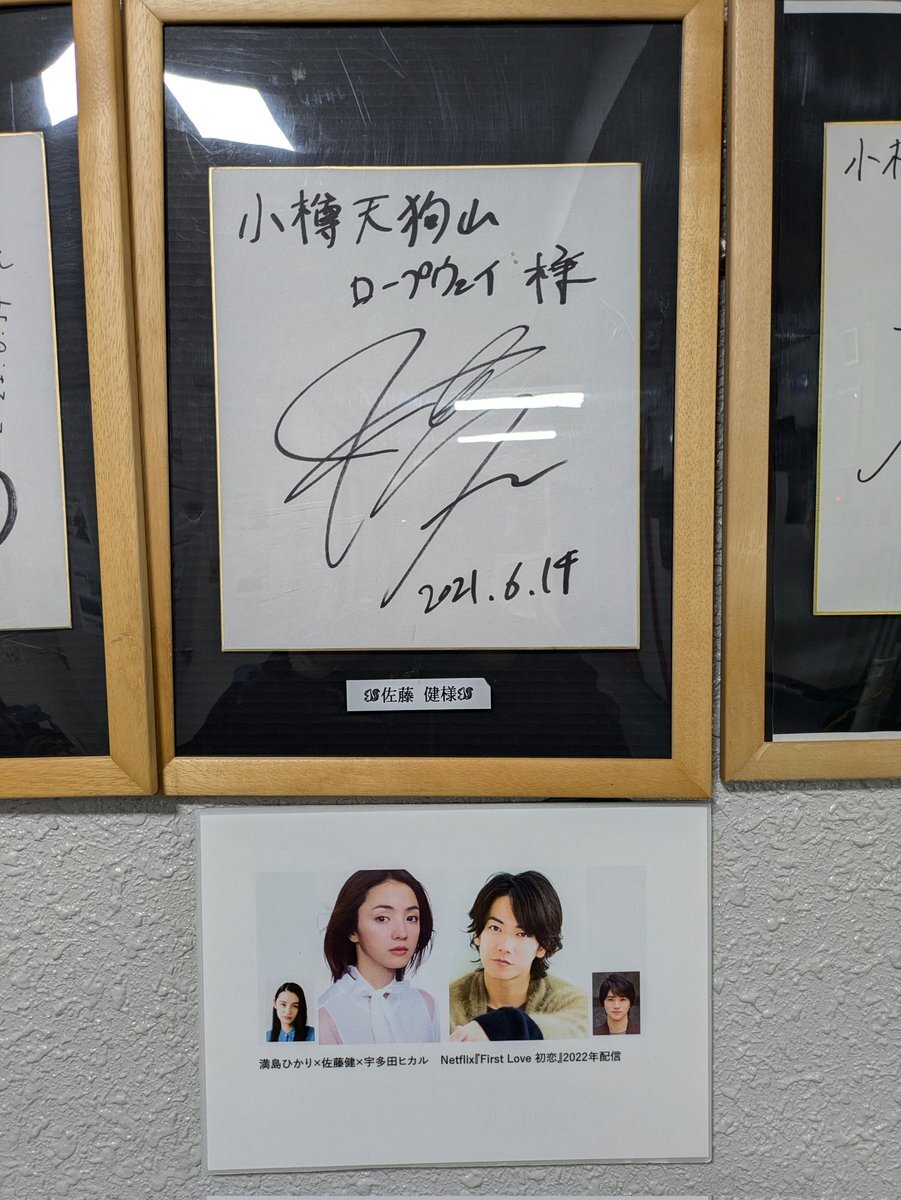 小樽天狗山
ロープウェイ 様
2021.6.14
佐藤 健様
満島ひかり×佐藤健×宇多田ヒカル Netflix『First Love 初恋』2022年配信
小